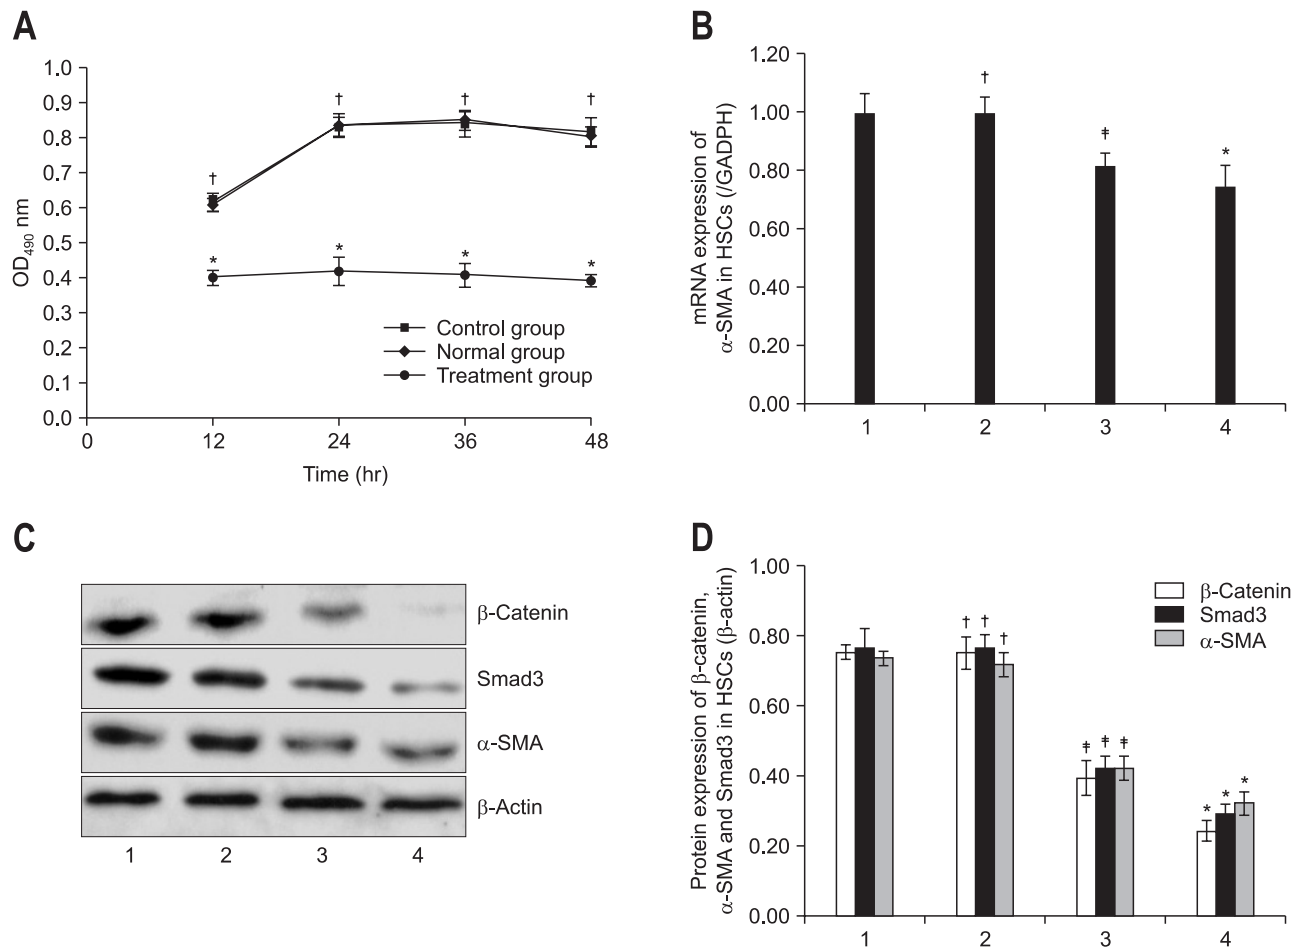 A
1.0
0.9
0.8
0.7
0.6
0.5
0.4
0.3
0.2
0.1
0.0
OD490 nm
† † † †
* * * *
Control group
Normal group
Treatment group
0 12 24 36 48
Time (hr)
B
1.20
1.00
0.80
0.60
0.40
0.20
0.00
mRNA expression of
α-SMA in HSCs (/GADPH)
† ‡ *
1 2 3 4
C
β-Catenin
Smad3
α-SMA
β-Actin
1 2 3 4
D
1.00
0.80
0.60
0.40
0.20
0.00
Protein expression of β-catenin,
α-SMA and Smad3 in HSCs (β-actin)
β-Catenin
Smad3
α-SMA
† † †
‡ ‡ ‡
* * *
1 2 3 4